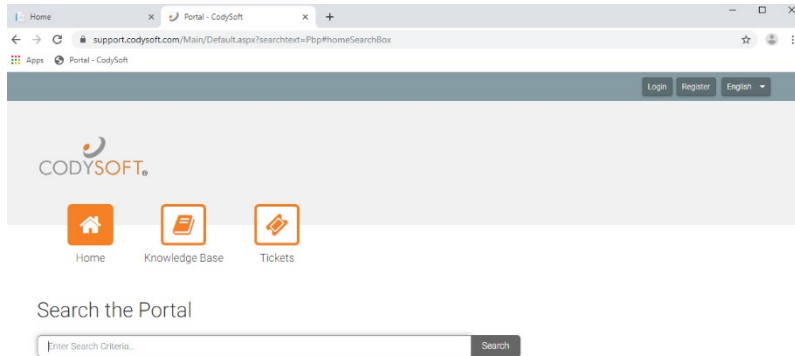 Home
Portal - CodySoft
support.codysoft.com/Main/Default.aspx?searchtext=Pbp#homeSearchBox
Apps Portal - CodySoft
Login Register English
CODYSOFT®
Home Knowledge Base Tickets
Search the Portal
Enter Search Criteria... Search